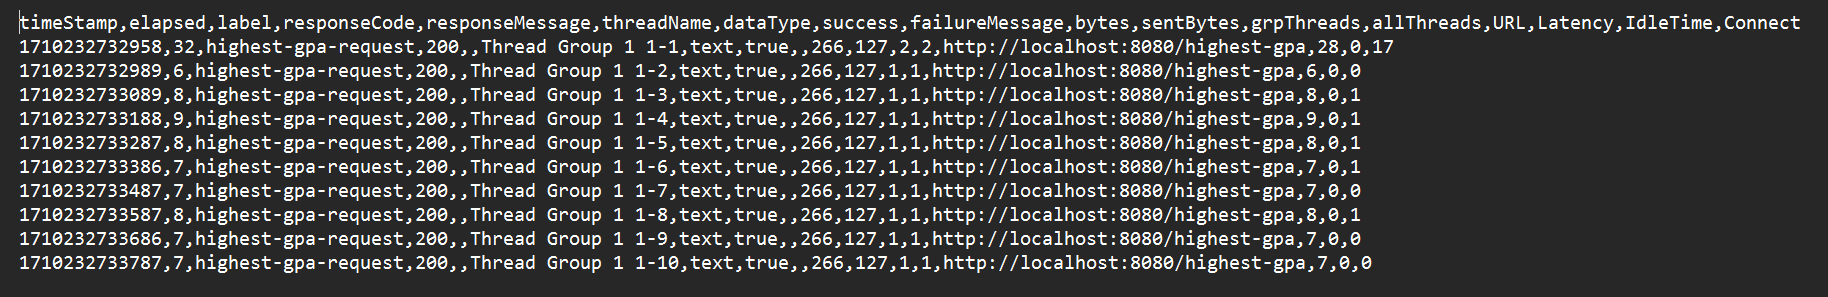 timeStamp,elapsed,label,responseCode,responseMessage,threadName,dataType,success,failureMessage,bytes,sentBytes,grpThreads,allThreads,URL,Latency,IdleTime,Connect
1710232732958,32,highest-gpa-request,200,,Thread Group 1 1-1,text,true,,266,127,2,2,http://localhost:8080/highest-gpa,28,0,17
1710232732989,6,highest-gpa-request,200,,Thread Group 1 1-2,text,true,,266,127,1,1,http://localhost:8080/highest-gpa,6,0,0
1710232733089,8,highest-gpa-request,200,,Thread Group 1 1-3,text,true,,266,127,1,1,http://localhost:8080/highest-gpa,8,0,1
1710232733188,9,highest-gpa-request,200,,Thread Group 1 1-4,text,true,,266,127,1,1,http://localhost:8080/highest-gpa,9,0,1
1710232733287,8,highest-gpa-request,200,,Thread Group 1 1-5,text,true,,266,127,1,1,http://localhost:8080/highest-gpa,8,0,1
1710232733386,7,highest-gpa-request,200,,Thread Group 1 1-6,text,true,,266,127,1,1,http://localhost:8080/highest-gpa,7,0,1
1710232733487,7,highest-gpa-request,200,,Thread Group 1 1-7,text,true,,266,127,1,1,http://localhost:8080/highest-gpa,7,0,0
1710232733587,8,highest-gpa-request,200,,Thread Group 1 1-8,text,true,,266,127,1,1,http://localhost:8080/highest-gpa,8,0,1
1710232733686,7,highest-gpa-request,200,,Thread Group 1 1-9,text,true,,266,127,1,1,http://localhost:8080/highest-gpa,7,0,0
1710232733787,7,highest-gpa-request,200,,Thread Group 1 1-10,text,true,,266,127,1,1,http://localhost:8080/highest-gpa,7,0,0